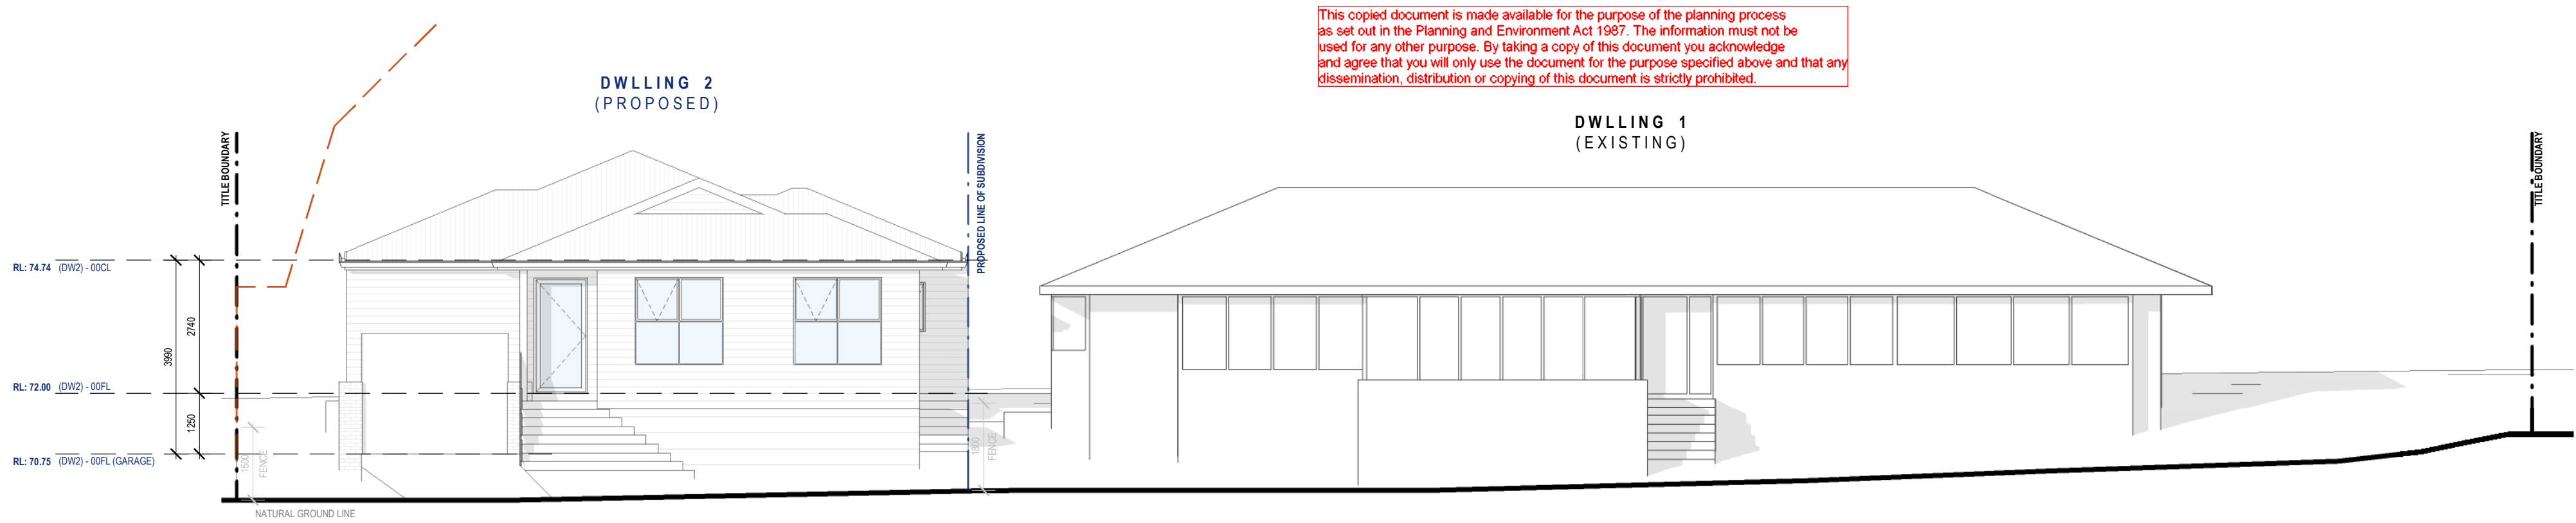 This copied document is made available for the purpose of the planning process
as set out in the Planning and Environment Act 1987. The information must not be
used for any other purpose. By taking a copy of this document you acknowledge
and agree that you will only use the document for the purpose specified above and that any
dissemination, distribution or copying of this document is strictly prohibited.
DWLLING 2
(PROPOSED)
DWLLING 1
(EXISTING)
TITLE BOUNDARY
PROPOSED LINE OF SUBDIVISION
TITLE BOUNDARY
RL: 74.74 (DW2) - 00CL
2740
3990
RL: 72.00 (DW2) - 00FL
1250
RL: 70.75 (DW2) - 00FL (GARAGE)
1500
FENCE
1800
FENCE
NATURAL GROUND LINE